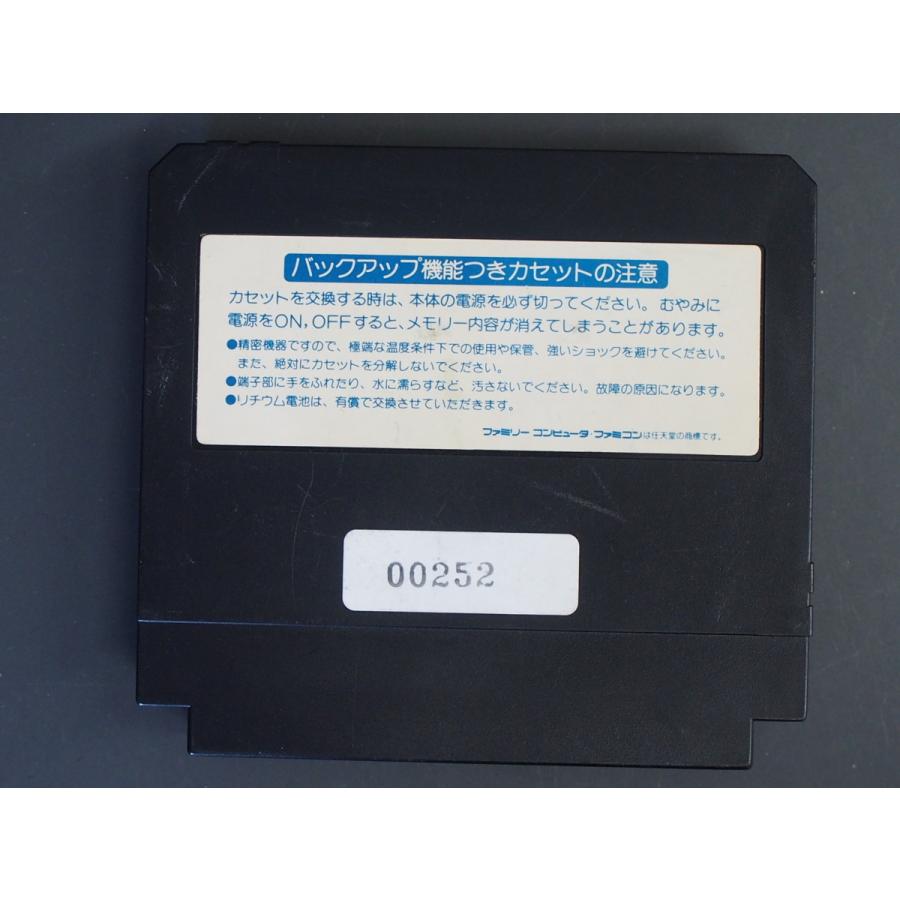 バックアップ機能つきカセットの注意
カセットを交換する時は、本体の電源を必ず切ってください。むやみに
電源をON,OFFすると、メモリー内容が消えてしまうことがあります。
●精密機器ですので、極端な温度条件下での使用や保管、強いショックを避けてください。
また、絶対にカセットを分解しないでください。
●端子部に手をふれたり、水に濡らすなど、汚さないでください。故障の原因になります。
●リチウム電池は、有償で交換させていただきます。
ファミリーコンピュータ・ファミコンは任天堂の商標です。
00252